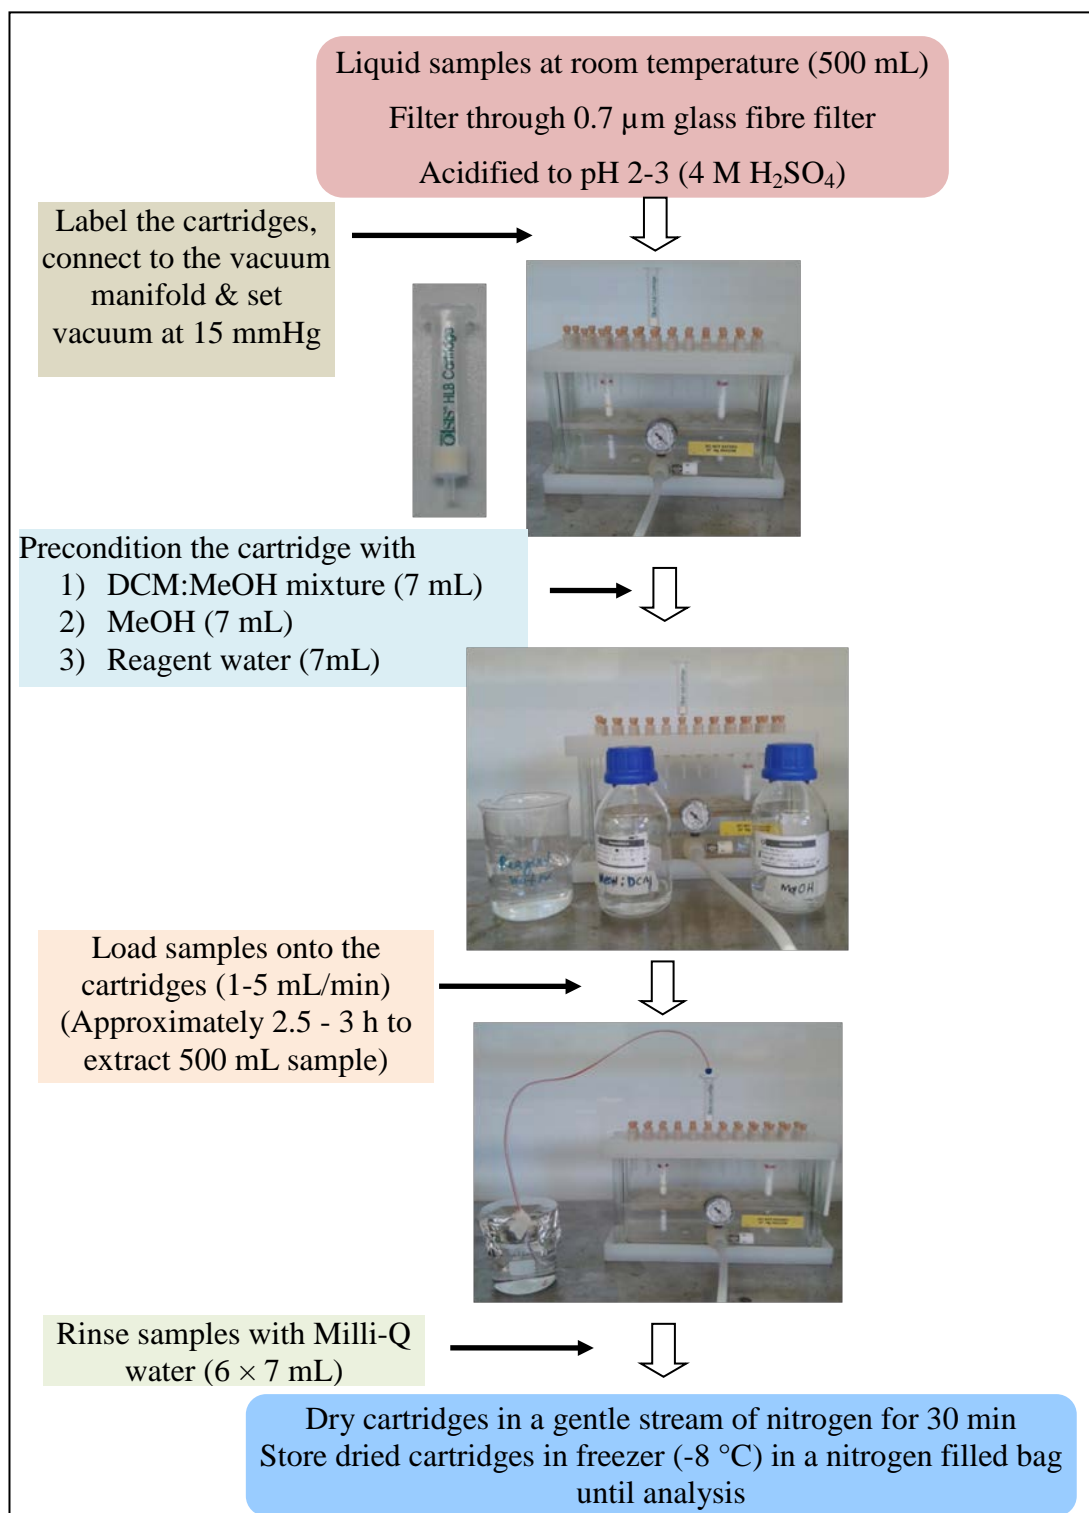 Liquid samples at room temperature (500 mL)
Filter through 0.7 µm glass fibre filter
Acidified to pH 2-3 (4 M H₂SO₄)
Label the cartridges,
connect to the vacuum
manifold & set
vacuum at 15 mmHg
Oasis® HLB Cartridge
Precondition the cartridge with
1) DCM:MeOH mixture (7 mL)
2) MeOH (7 mL)
3) Reagent water (7mL)
Reagent
water
MeOH:DCM
MeOH
Load samples onto the
cartridges (1-5 mL/min)
(Approximately 2.5 - 3 h to
extract 500 mL sample)
Rinse samples with Milli-Q
water (6 × 7 mL)
Dry cartridges in a gentle stream of nitrogen for 30 min
Store dried cartridges in freezer (-8 °C) in a nitrogen filled bag
until analysis